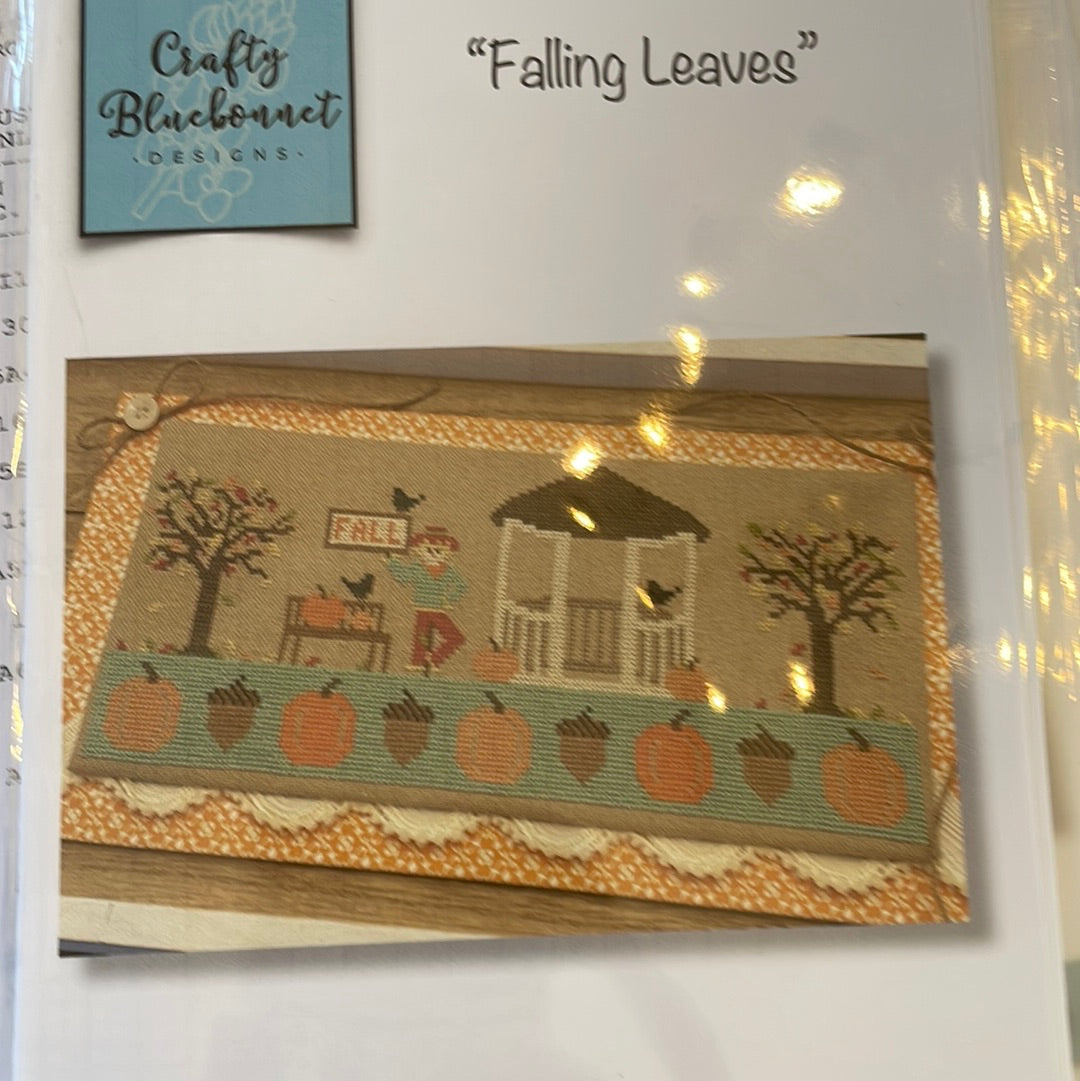 Crafty
Bluebonnet
·DESIGNS·
“Falling Leaves”
FALL